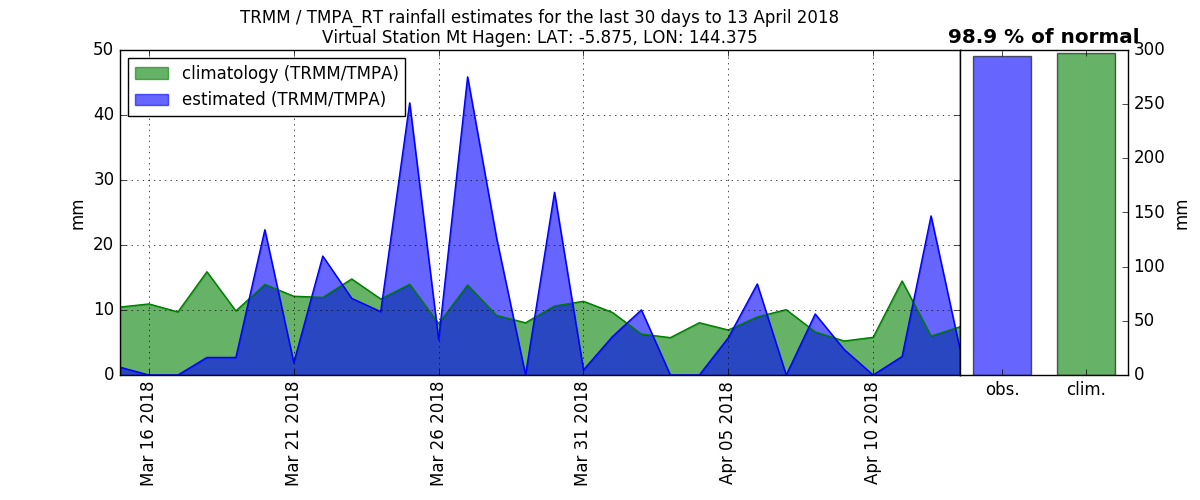 TRMM / TMPA_RT rainfall estimates for the last 30 days to 13 April 2018
Virtual Station Mt Hagen: LAT: -5.875, LON: 144.375
98.9 % of normal
climatology (TRMM/TMPA)
estimated (TRMM/TMPA)
50
40
30
20
10
0
mm
Mar 16 2018
Mar 21 2018
Mar 26 2018
Mar 31 2018
Apr 05 2018
Apr 10 2018
obs.
clim.
300
250
200
150
100
50
0
mm